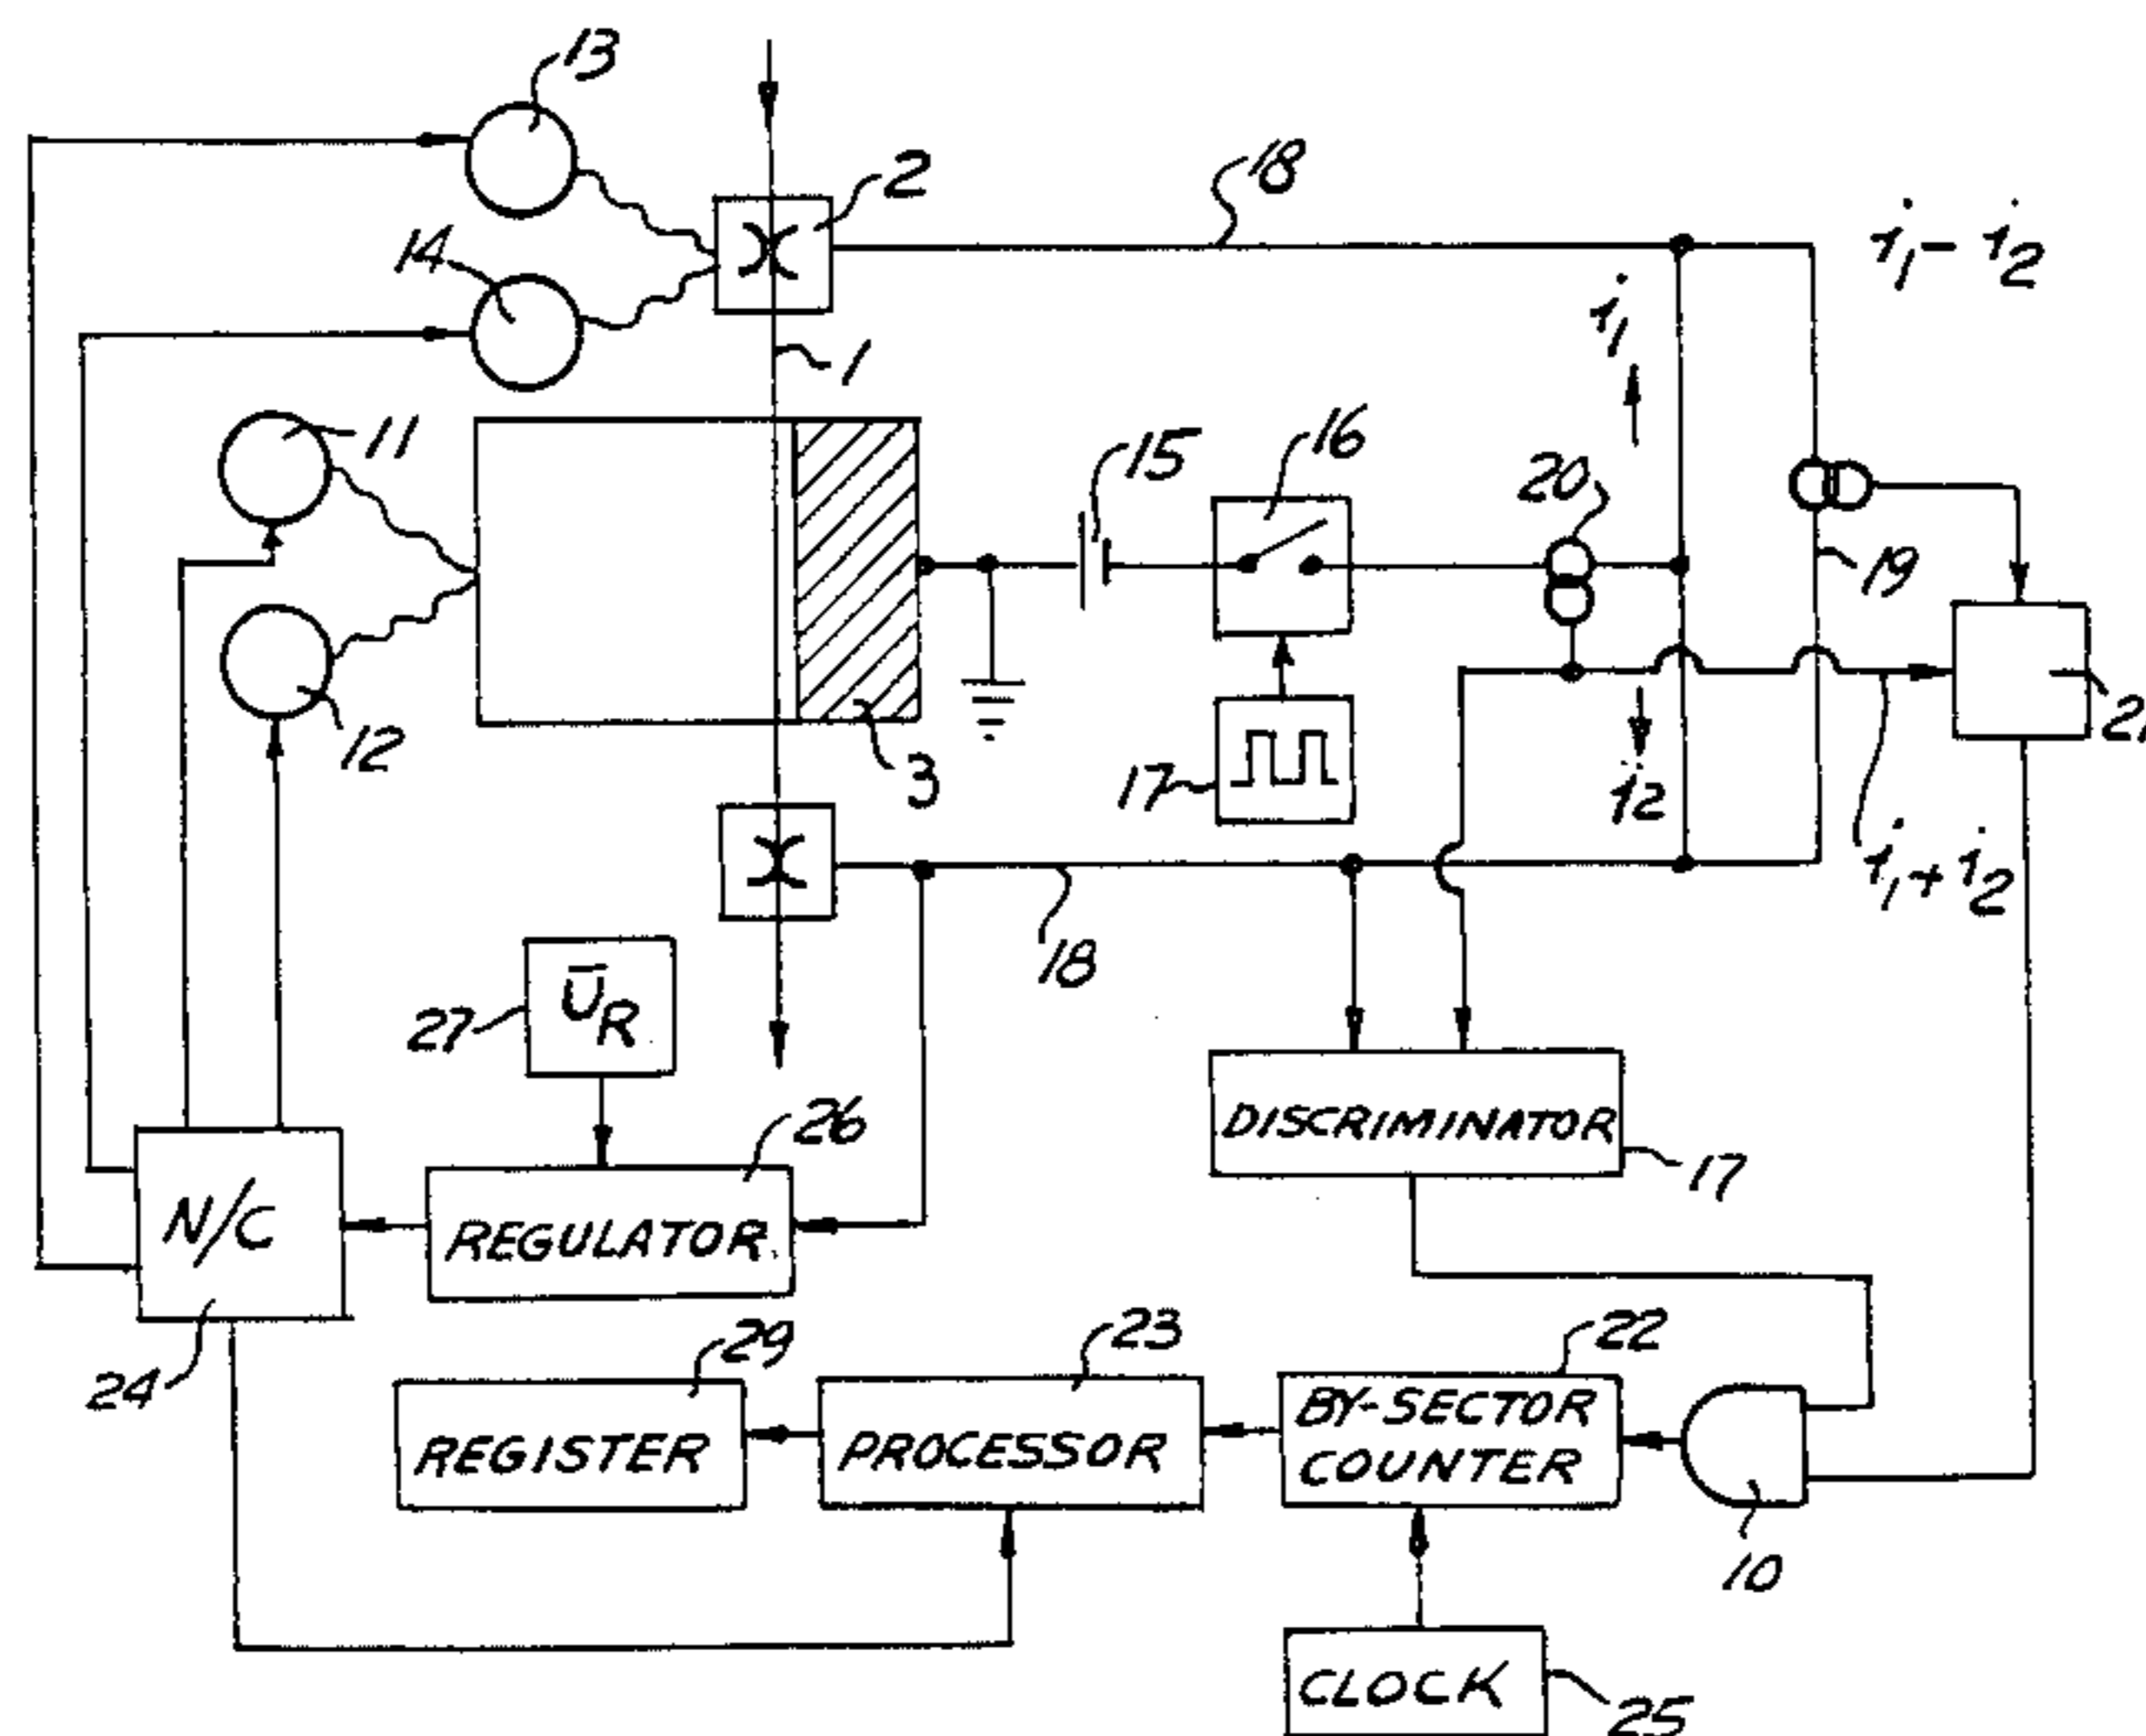 13
2
18
i₁ - i₂
14
i₁
1
11
15
16
20
19
12
3
17
i₂
21
i₁ + i₂
18
27
ŪR
26
DISCRIMINATOR
17
N/C
REGULATOR
24
29
23
22
REGISTER
PROCESSOR
BY-SECTOR
COUNTER
10
CLOCK
25